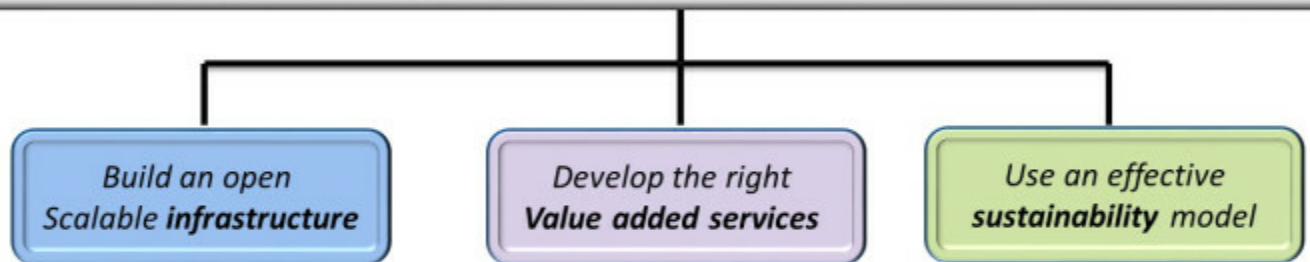 Build an open
Scalable infrastructure
Develop the right
Value added services
Use an effective
sustainability model